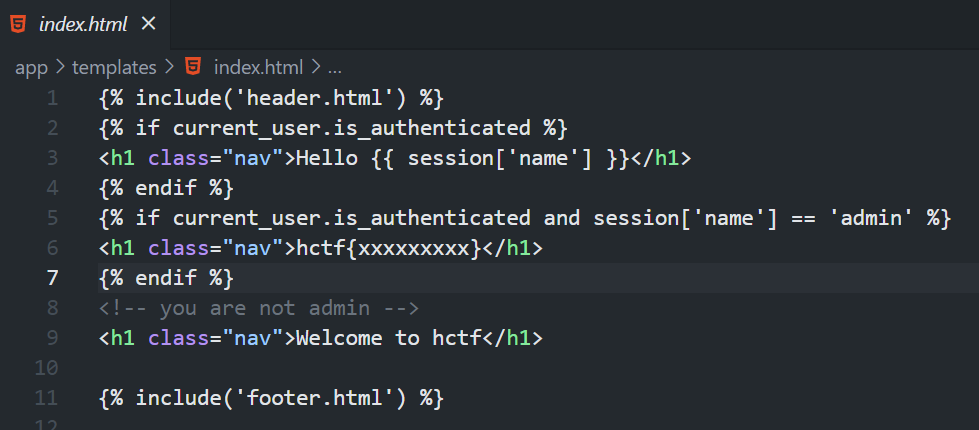 index.html ×
app > templates > index.html > ...
1 {% include('header.html') %}
2 {% if current_user.is_authenticated %}
3 <h1 class="nav">Hello {{ session['name'] }}</h1>
4 {% endif %}
5 {% if current_user.is_authenticated and session['name'] == 'admin' %}
6 <h1 class="nav">hctf{xxxxxxxxx}</h1>
7 {% endif %}
8 <!-- you are not admin -->
9 <h1 class="nav">Welcome to hctf</h1>
10
11 {% include('footer.html') %}
12